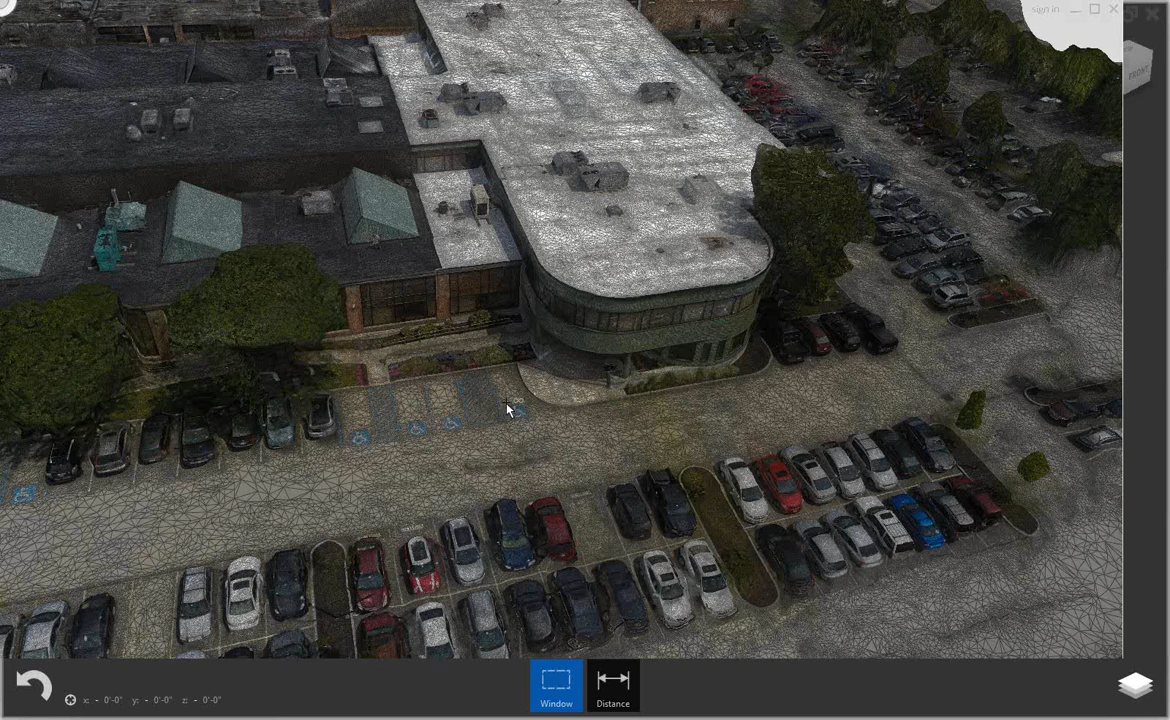 sign in
FRONT
x: - 0'-0" y: - 0'-0" z: - 0'-0"
Window
Distance